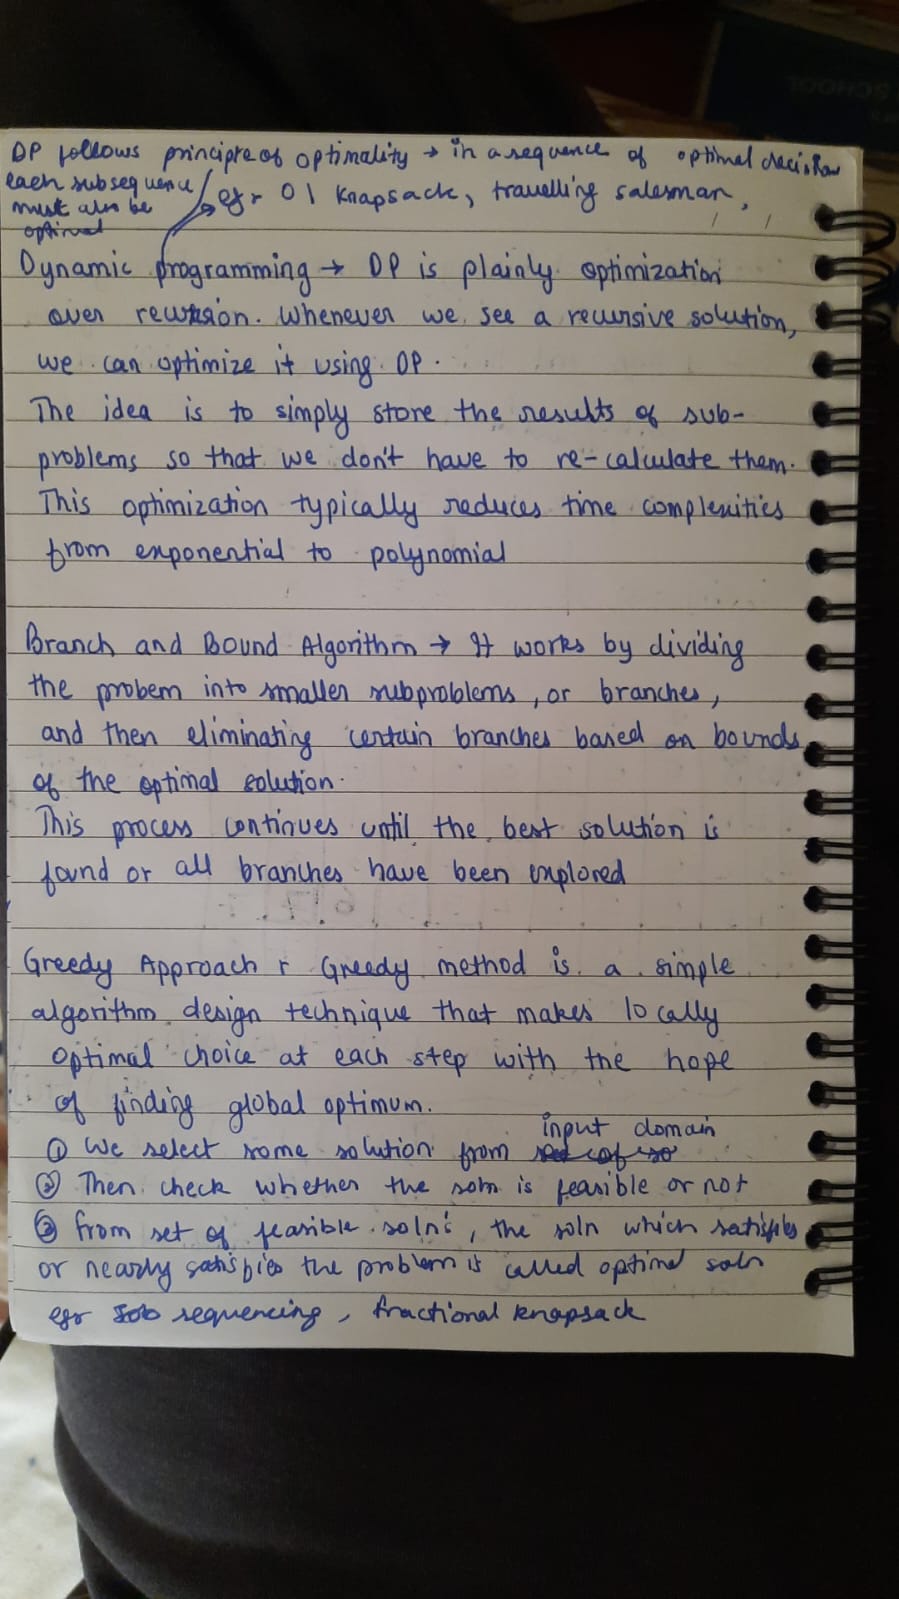 DP follows principle of optimality → in a sequence of optimal decision
each subsequence
must also be
optimal
eg:- 01 Knapsack, travelling salesman,
Dynamic programming → DP is plainly optimization
over recursion. Whenever we see a recursive solution,
we can optimize it using DP.
The idea is to simply store the results of sub-
problems so that we don't have to re-calculate them.
This optimization typically reduces time complexities
from exponential to polynomial
Branch and Bound Algorithm → It works by dividing
the probem into smaller subproblems, or branches,
and then eliminating certain branches based on bounds
of the optimal solution.
This process continues until the best solution is
found or all branches have been explored
Greedy Approach :- Greedy method is a simple
algorithm design technique that makes locally
optimal choice at each step with the hope
of finding global optimum.
① We select some solution from input domain
② Then check whether the soln is feasible or not
③ from set of feasible soln's, the soln which satisfies
or nearly satisfies the problem is called optimal soln
eg:- Job sequencing, fractional knapsack